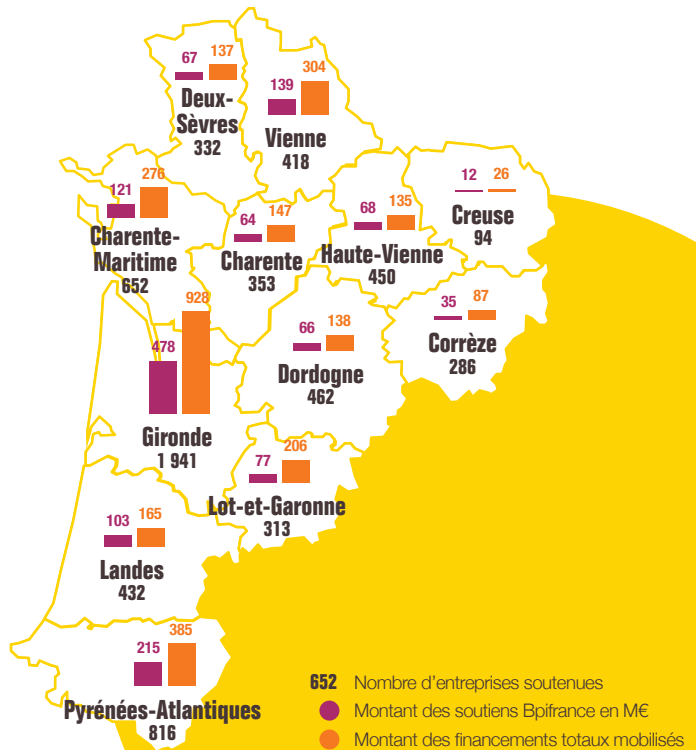 67 137
Deux-
Sèvres
332
139 304
Vienne
418
121 276
Charente-
Maritime
652
64 147
Charente
353
68 135
Haute-Vienne
450
12 26
Creuse
94
478 928
Gironde
1 941
66 138
Dordogne
462
35 87
Corrèze
286
77 206
Lot-et-Garonne
313
103 165
Landes
432
215 385
Pyrénées-Atlantiques
816
652 Nombre d'entreprises soutenues
Montant des soutiens Bpifrance en M€
Montant des financements totaux mobilisés